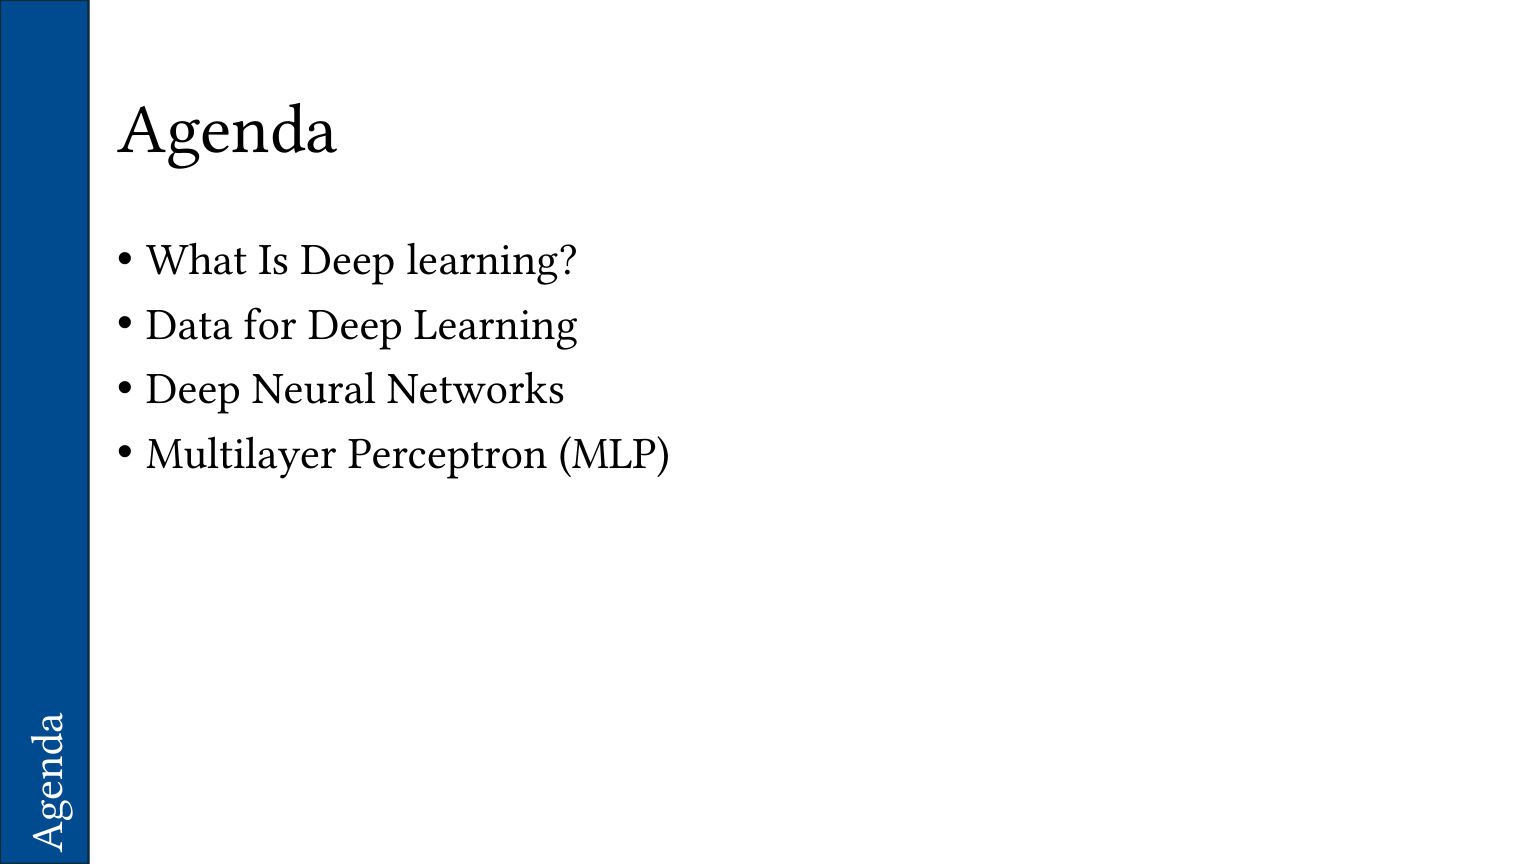 Agenda
• What Is Deep learning?
• Data for Deep Learning
• Deep Neural Networks
• Multilayer Perceptron (MLP)
Agenda